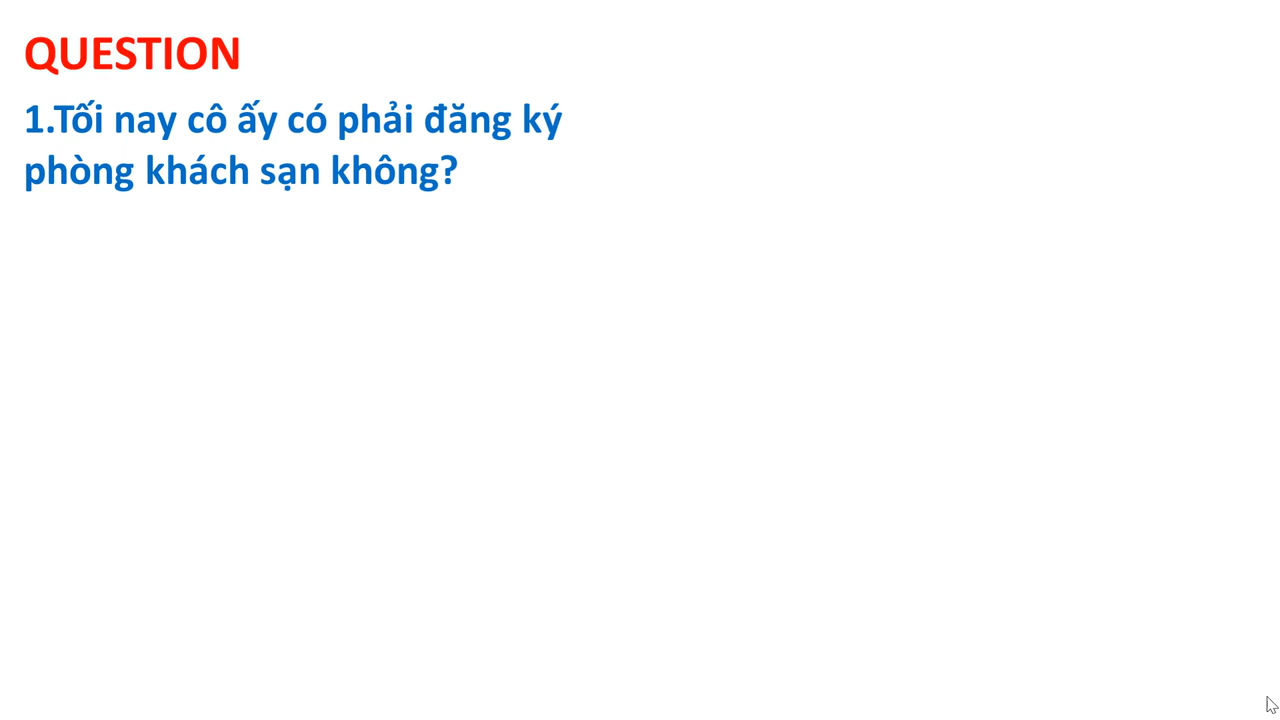 QUESTION
1.Tối nay cô ấy có phải đăng ký
phòng khách sạn không?